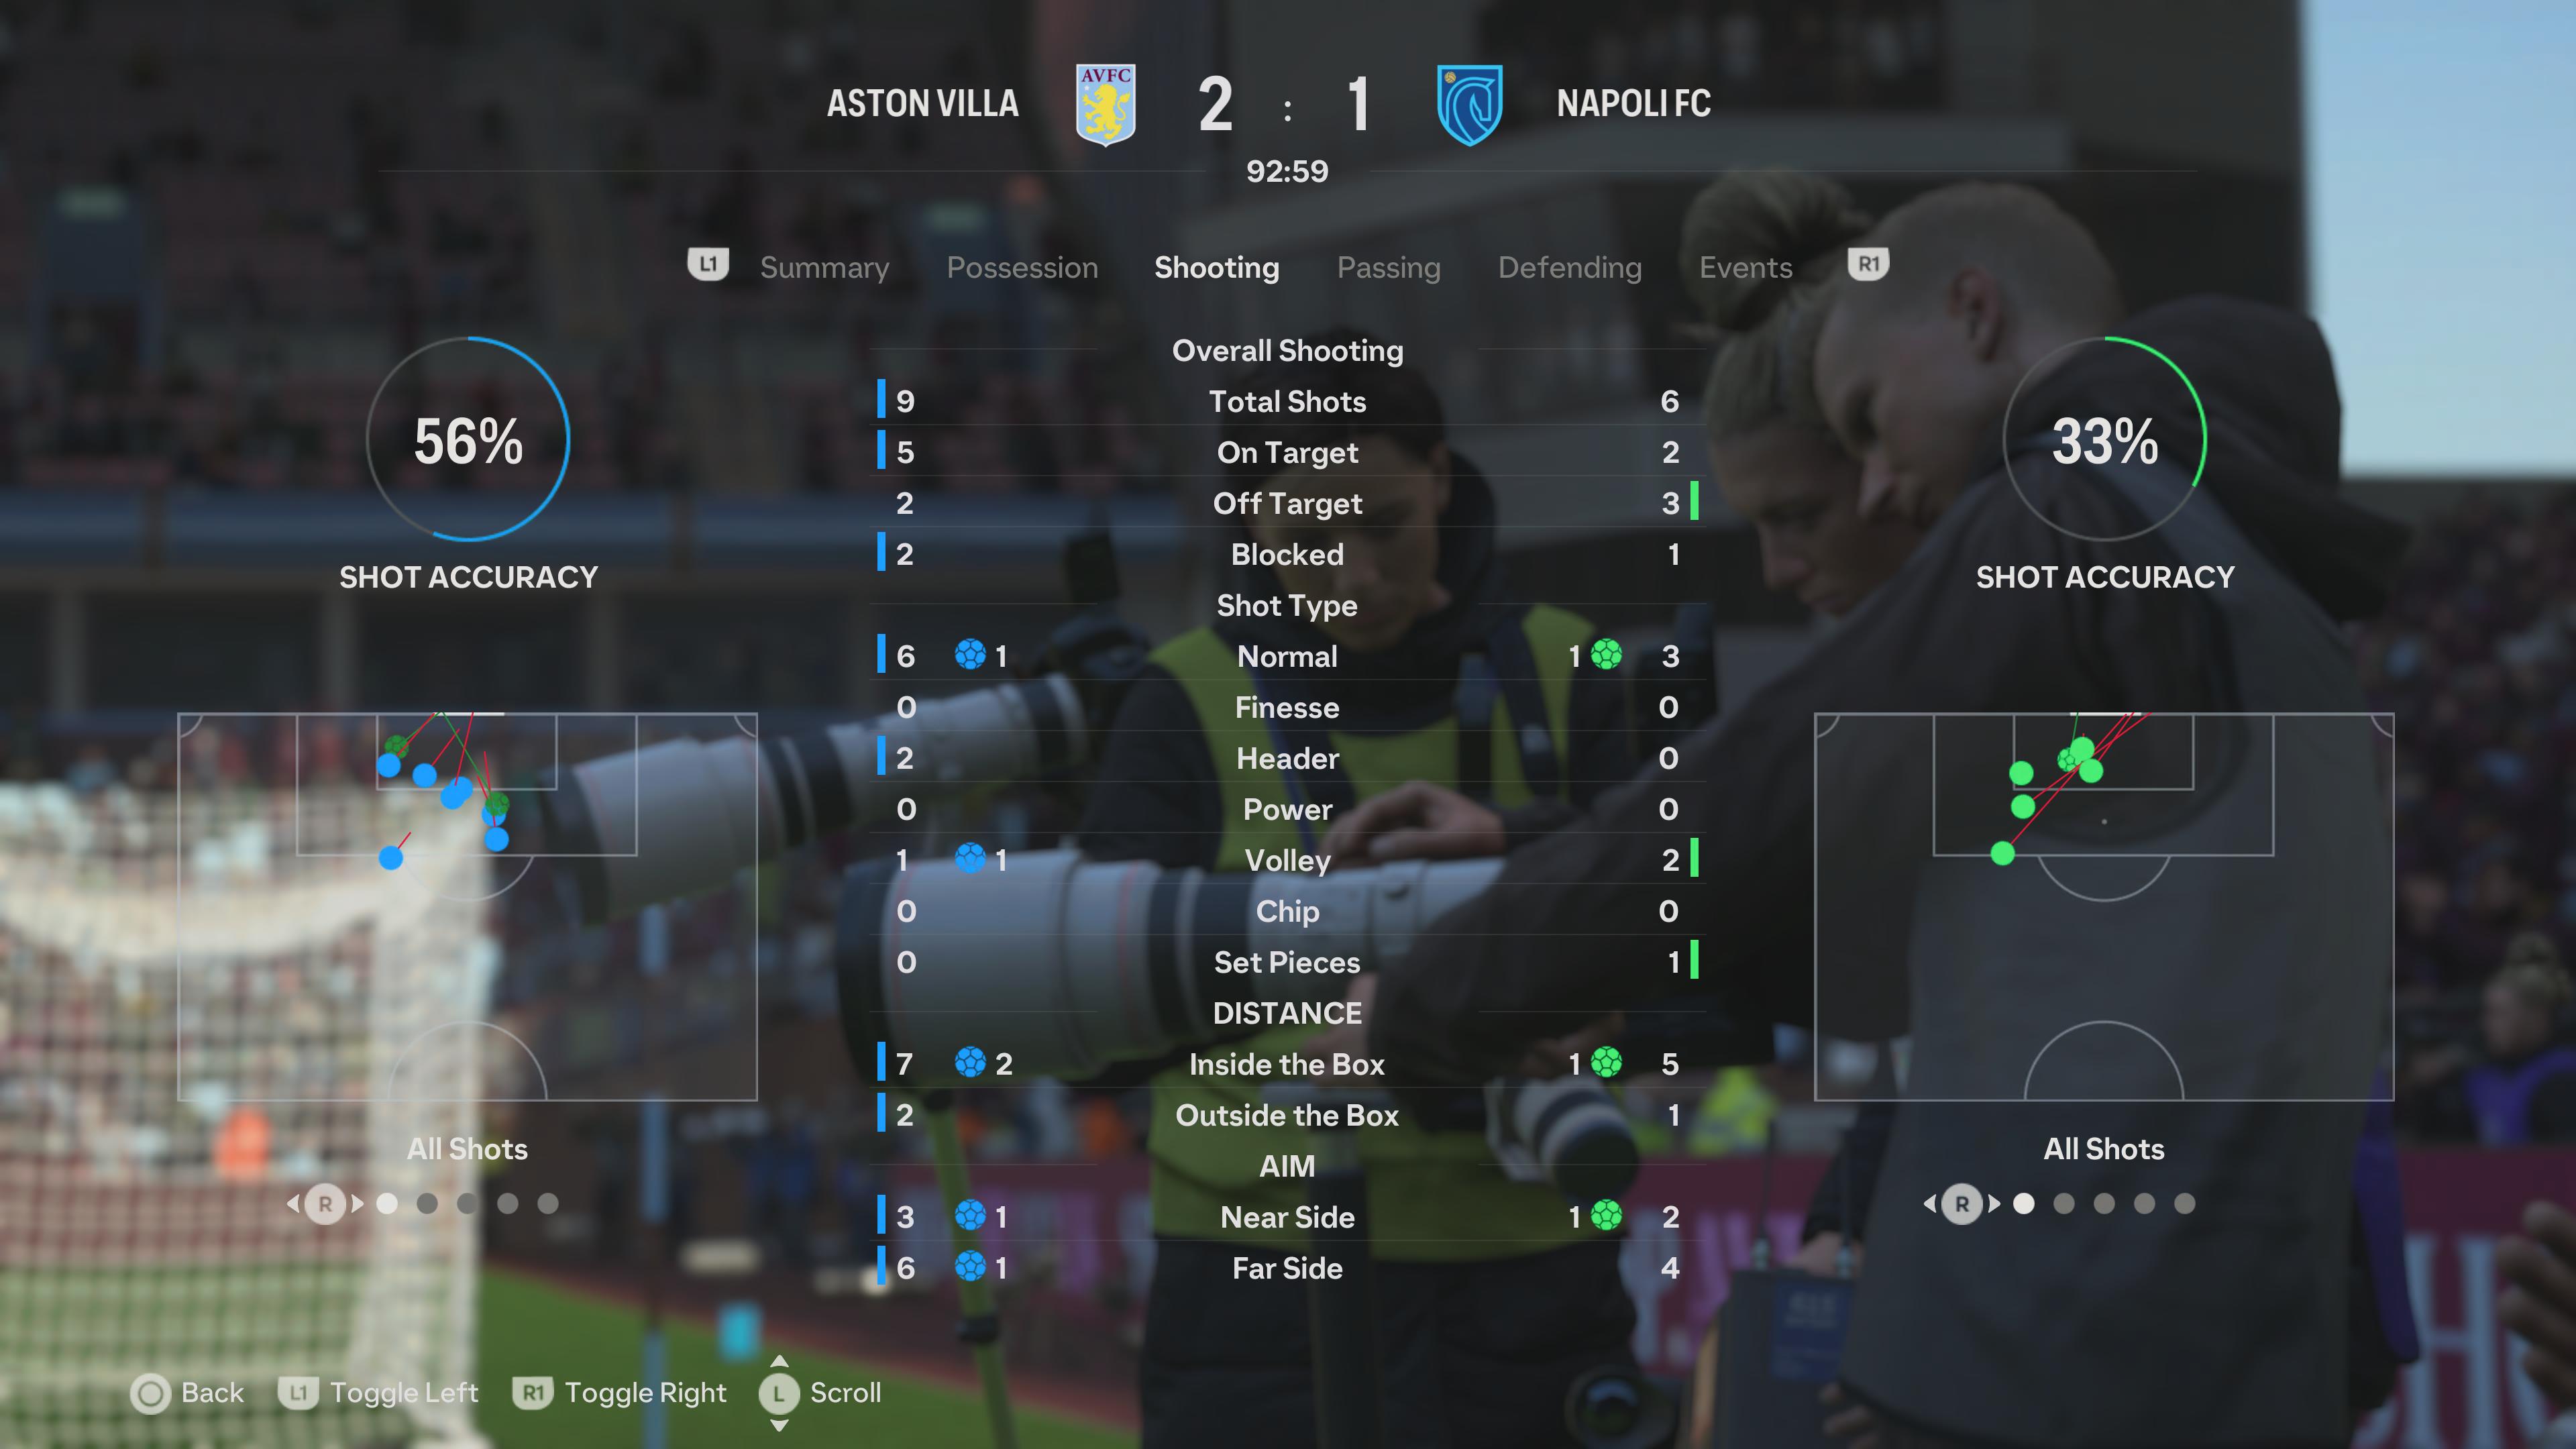 ASTON VILLA AVFC 2 : 1 NAPOLI FC
92:59
L1 Summary Possession Shooting Passing Defending Events R1
Overall Shooting
9 Total Shots 6
5 On Target 2
2 Off Target 3
2 Blocked 1
Shot Type
6 1 Normal 1 3
0 Finesse 0
2 Header 0
0 Power 0
1 1 Volley 2
0 Chip 0
0 Set Pieces 1
DISTANCE
7 2 Inside the Box 1 5
2 Outside the Box 1
AIM
3 1 Near Side 1 2
6 1 Far Side 4
56%
SHOT ACCURACY
All Shots
R
33%
SHOT ACCURACY
All Shots
R
Back L1 Toggle Left R1 Toggle Right L Scroll